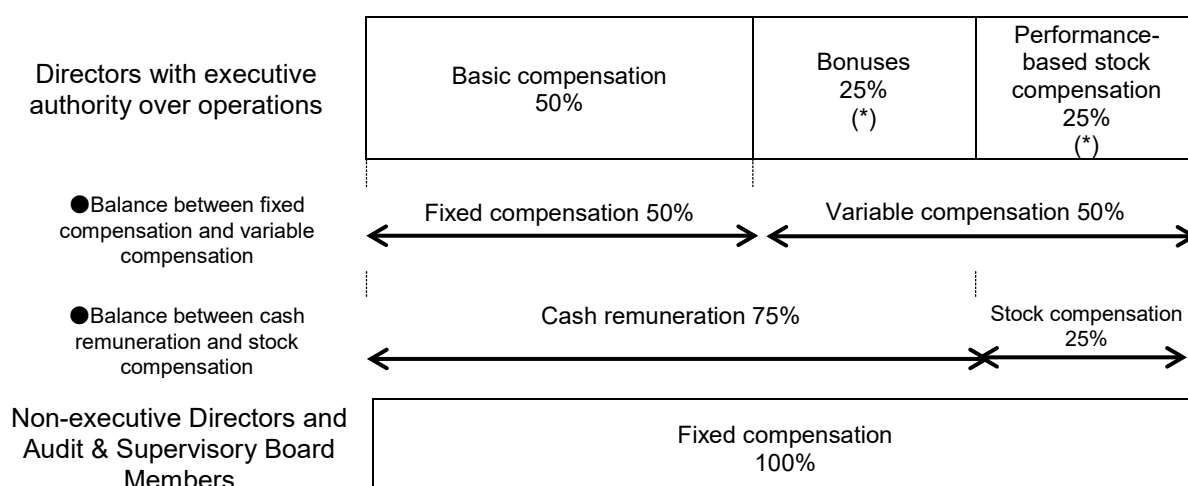 Directors with executive
authority over operations
Basic compensation
50%
Bonuses
25%
(*)
Performance-
based stock
compensation
25%
(*)
●Balance between fixed
compensation and variable
compensation
Fixed compensation 50%
Variable compensation 50%
●Balance between cash
remuneration and stock
compensation
Cash remuneration 75%
Stock compensation
25%
Non-executive Directors and
Audit & Supervisory Board
Members
Fixed compensation
100%